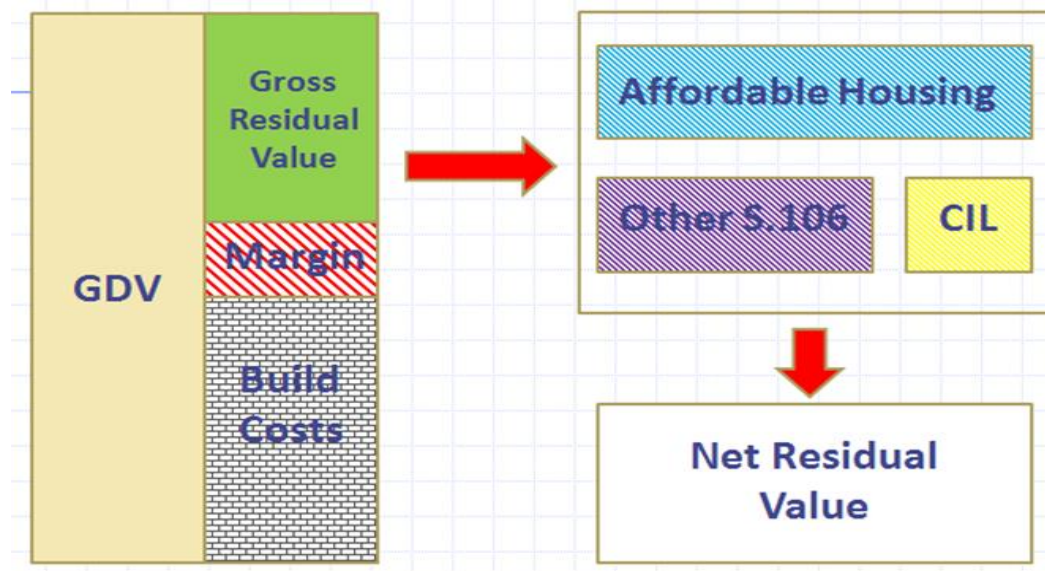 GDV
Gross
Residual
Value
Margin
Build
Costs
Affordable Housing
Other S.106
CIL
Net Residual
Value